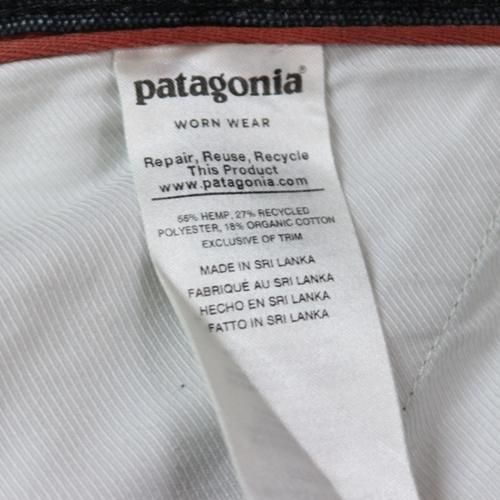 patagonia®
WORN WEAR
Repair, Reuse, Recycle
This Product
www.patagonia.com
55% HEMP, 27% RECYCLED
POLYESTER, 18% ORGANIC COTTON
EXCLUSIVE OF TRIM
MADE IN SRI LANKA
FABRIQUÉ AU SRI LANKA
HECHO EN SRI LANKA
FATTO IN SRI LANKA